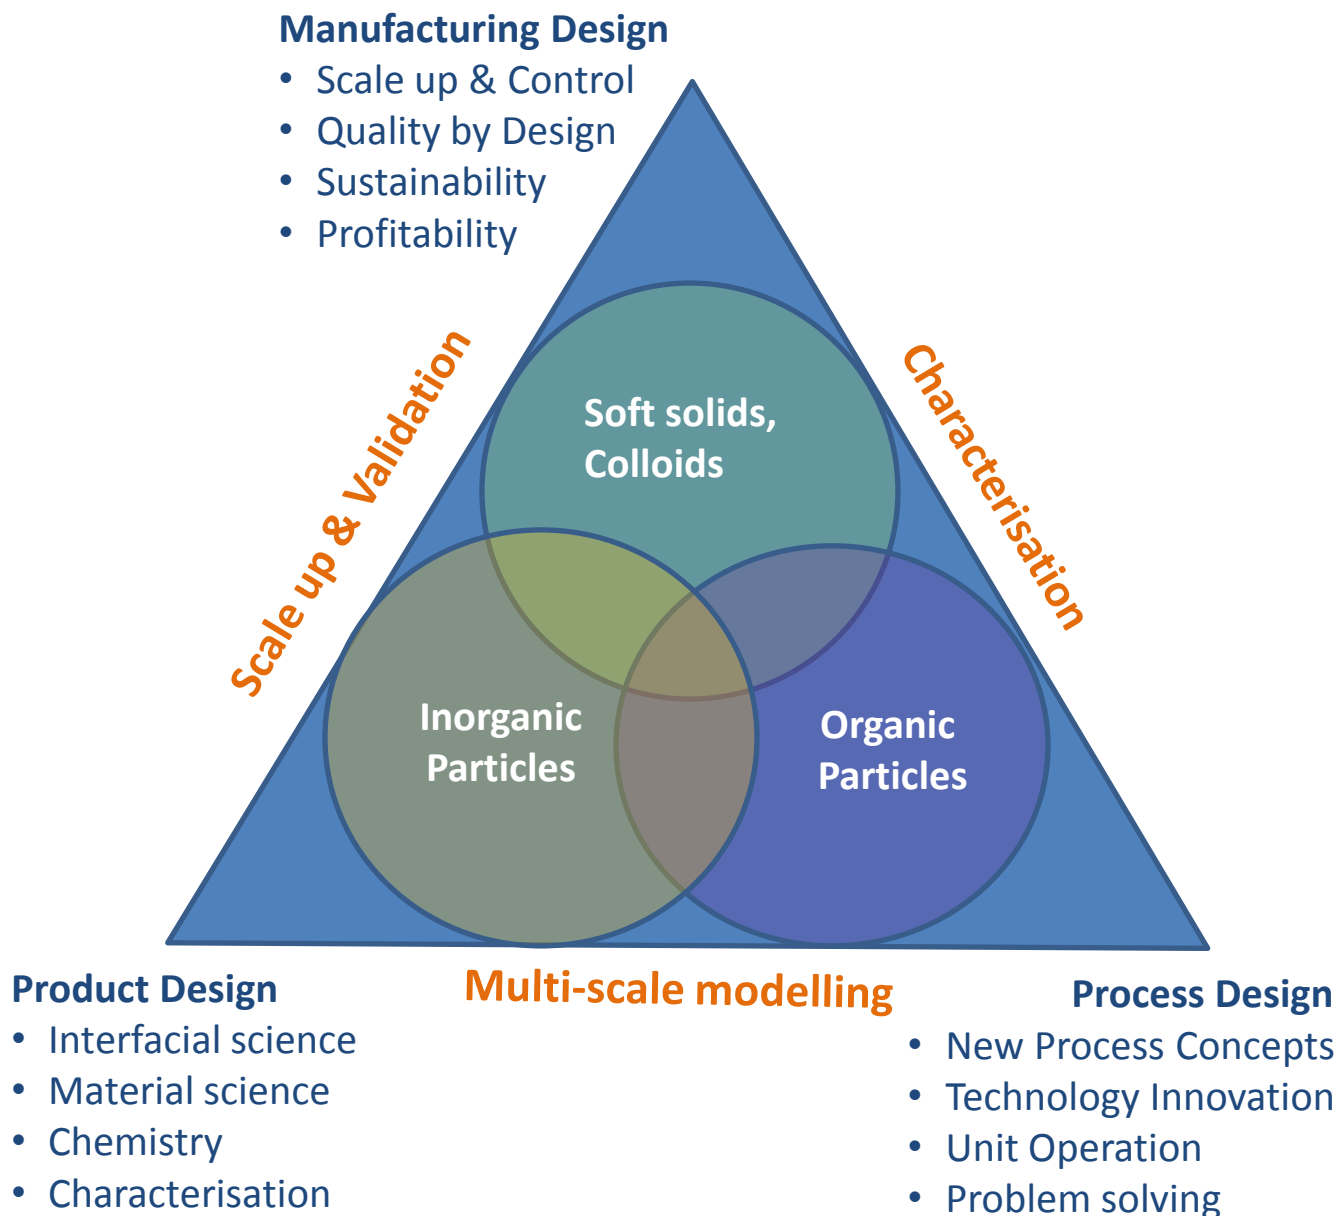 Manufacturing Design
• Scale up & Control
• Quality by Design
• Sustainability
• Profitability
Scale up & Validation
Characterisation
Soft solids,
Colloids
Inorganic
Particles
Organic
Particles
Multi-scale modelling
Product Design
• Interfacial science
• Material science
• Chemistry
• Characterisation
Process Design
• New Process Concepts
• Technology Innovation
• Unit Operation
• Problem solving